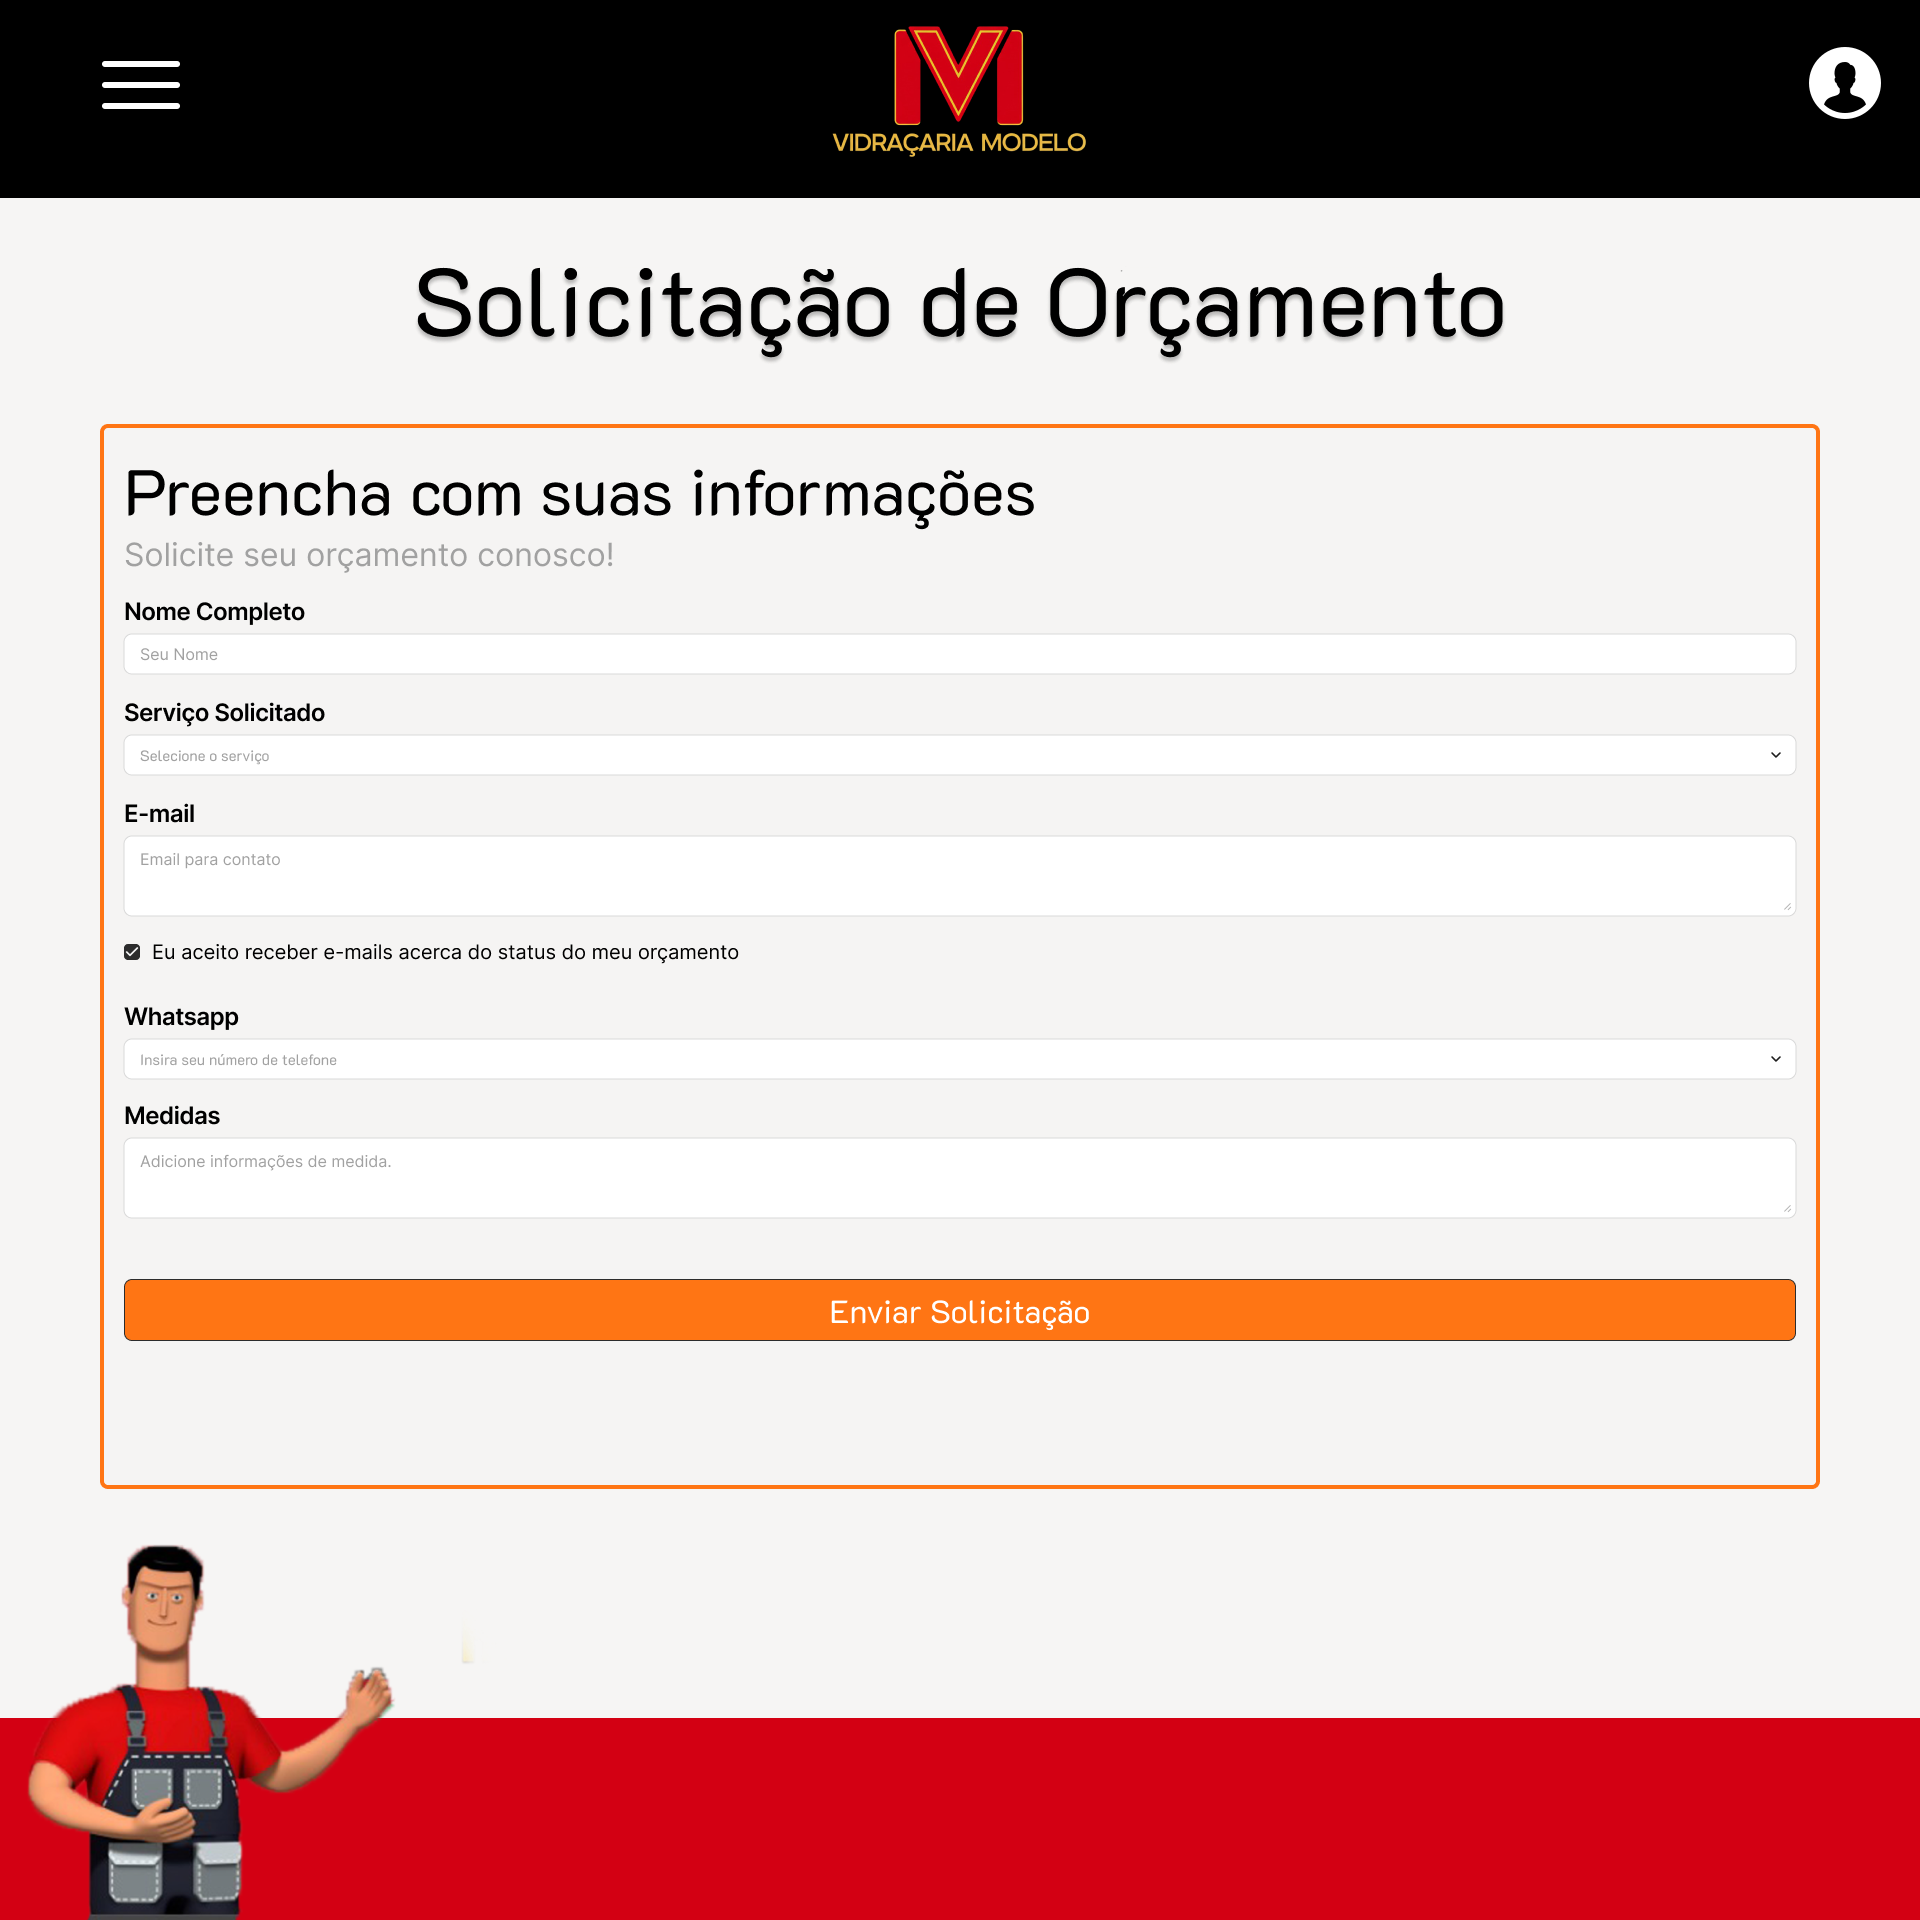 M
VIDRAÇARIA MODELO
Solicitação de Orçamento
Preencha com suas informações
Solicite seu orçamento conosco!
Nome Completo
Seu Nome
Serviço Solicitado
Selecione o serviço
E-mail
Email para contato
Eu aceito receber e-mails acerca do status do meu orçamento
Whatsapp
Insira seu número de telefone
Medidas
Adicione informações de medida.
Enviar Solicitação